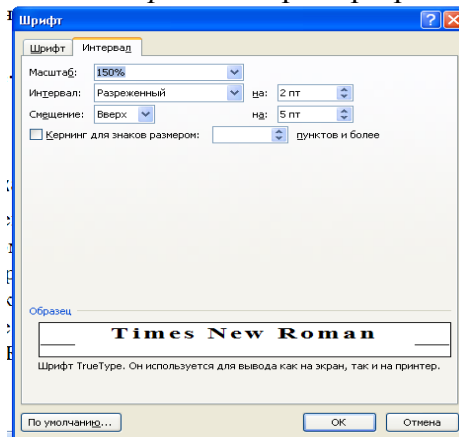 Шрифт
Шрифт Интервал
Масштаб: 150%
Интервал: Разреженный на: 2 пт
Смещение: Вверх на: 5 пт
Кернинг для знаков размером: пунктов и более
Образец
Times New Roman
Шрифт TrueType. Он используется для вывода как на экран, так и на принтер.
По умолчанию... ОК Отмена